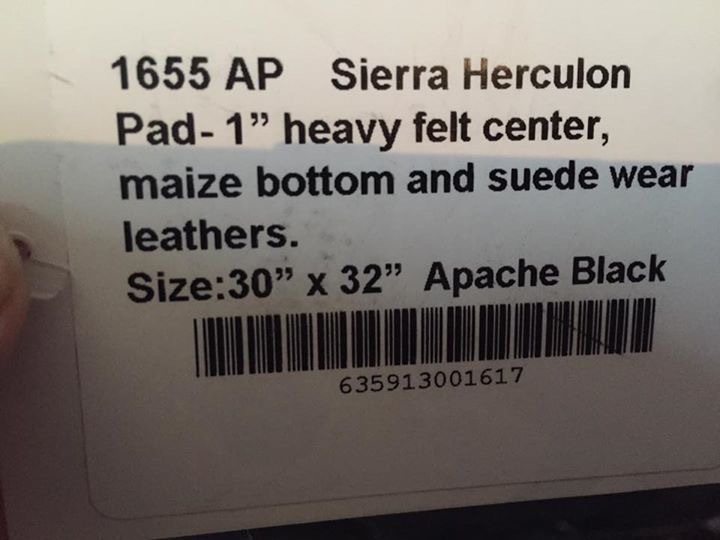 1655 AP Sierra Herculon
Pad- 1” heavy felt center,
maize bottom and suede wear
leathers.
Size:30” x 32” Apache Black
635913001617